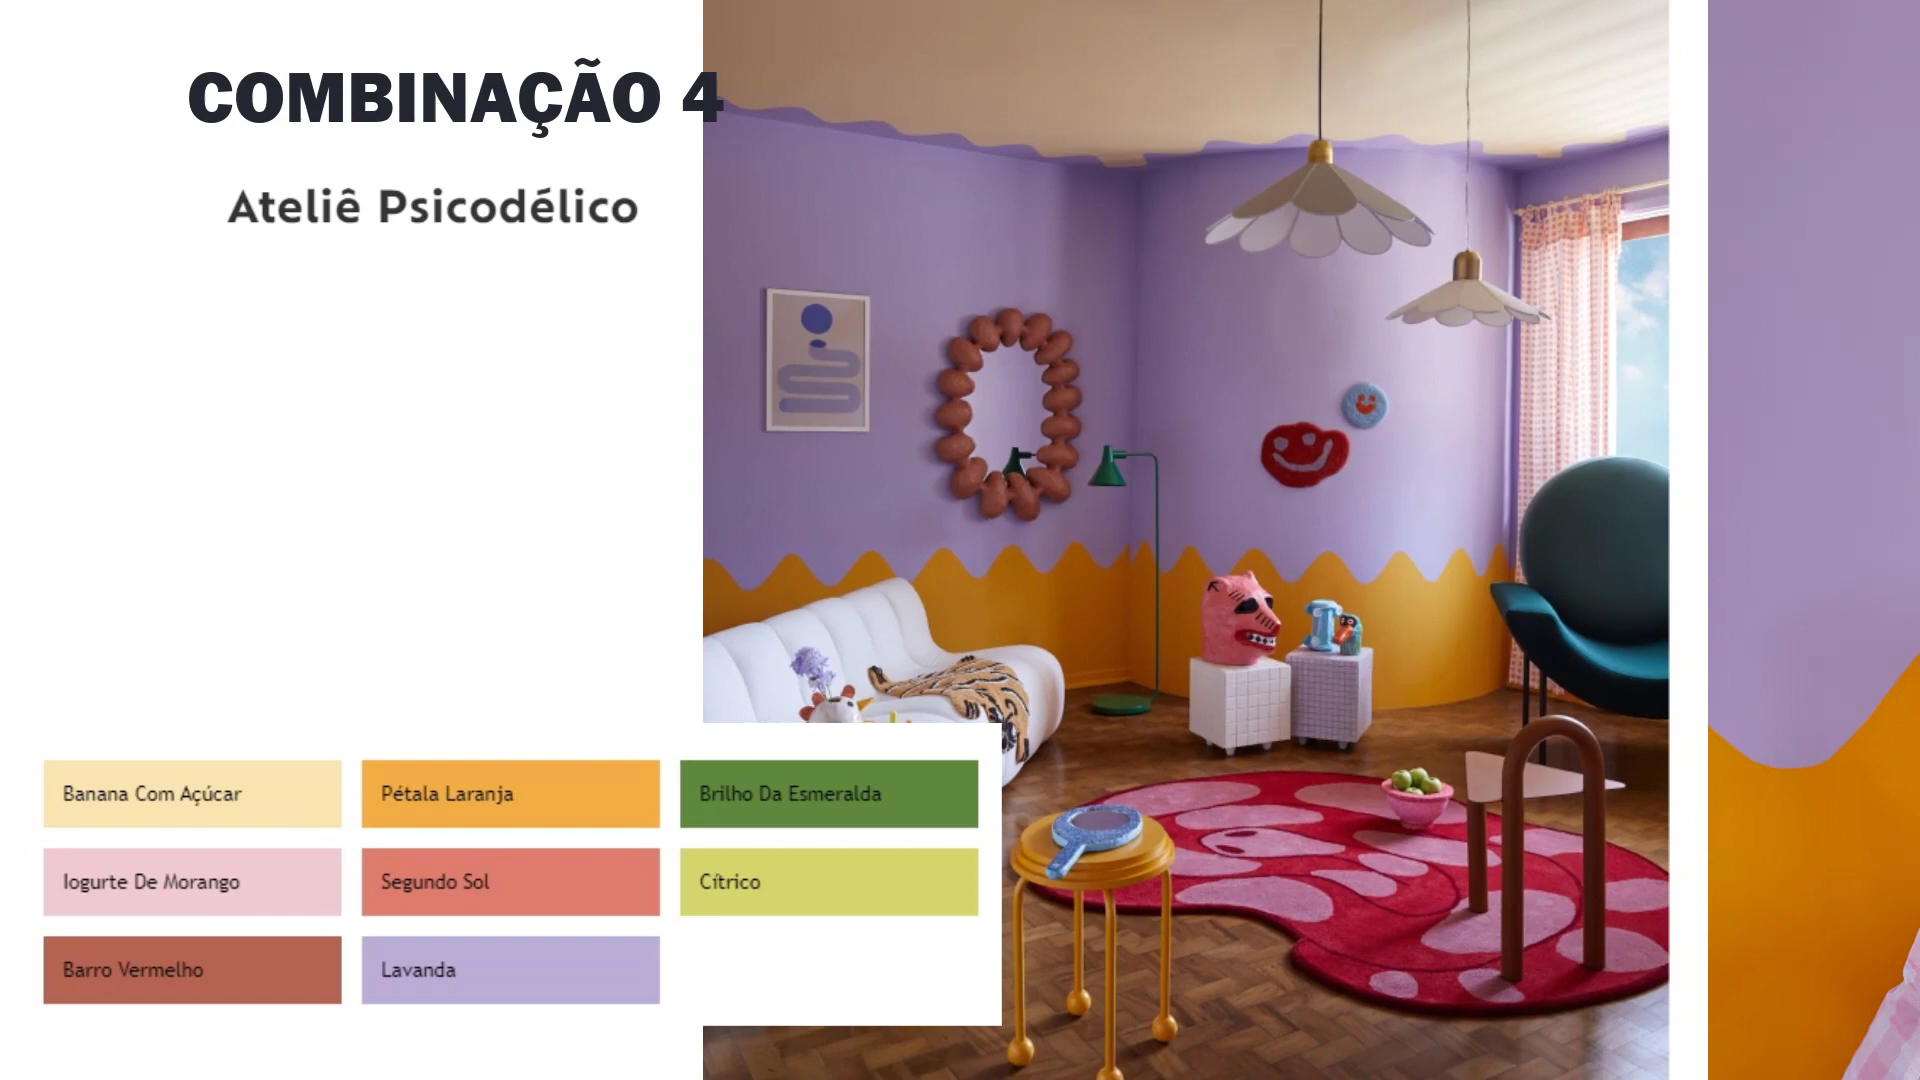 COMBINAÇÃO 4
Ateliê Psicodélico
Banana Com Açúcar
Pétala Laranja
Brilho Da Esmeralda
Iogurte De Morango
Segundo Sol
Cítrico
Barro Vermelho
Lavanda